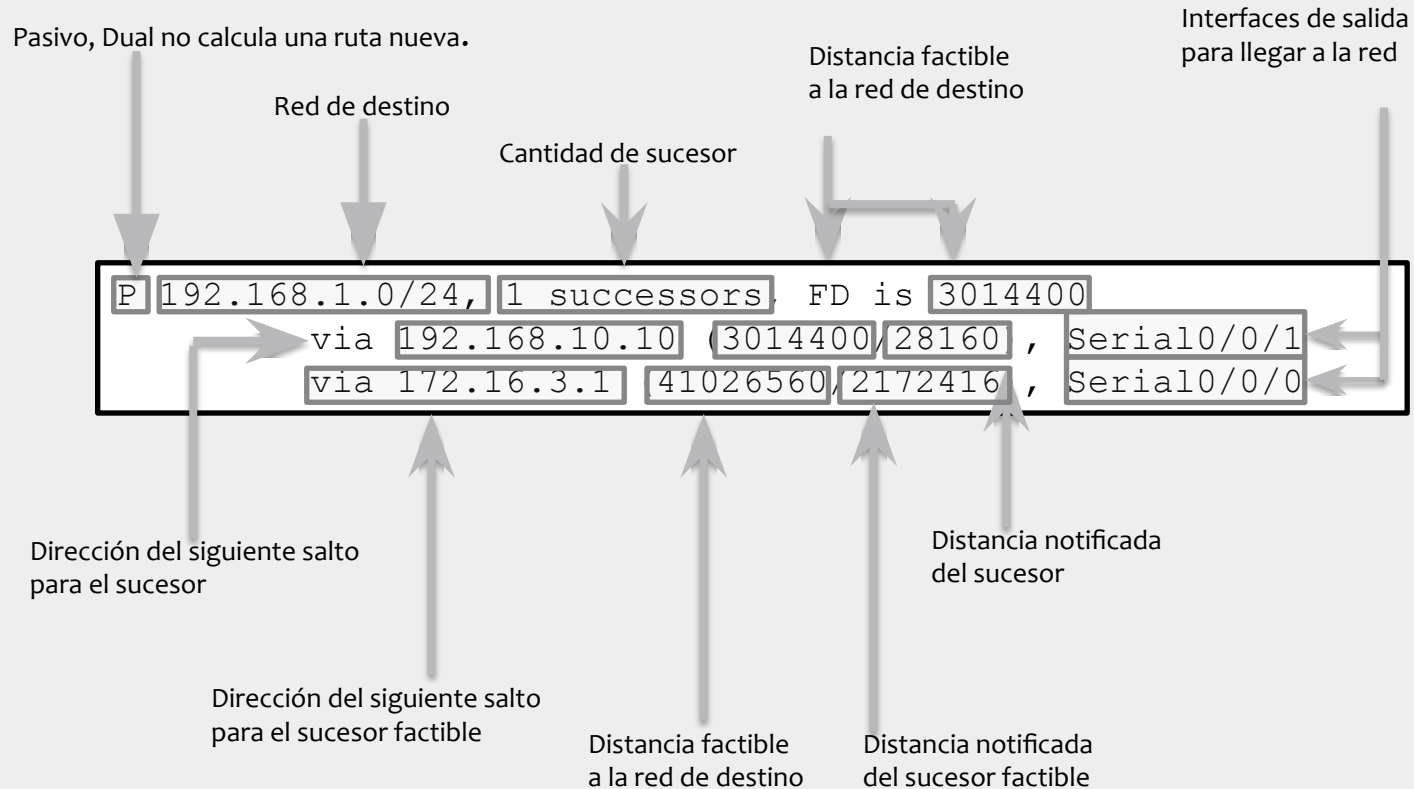 Interfaces de salida
para llegar a la red
Pasivo, Dual no calcula una ruta nueva.
Distancia factible
a la red de destino
Red de destino
Cantidad de sucesor
P 192.168.1.0/24, 1 successors, FD is 3014400
via 192.168.10.10 (3014400/28160), Serial0/0/1
via 172.16.3.1 (41026560/2172416), Serial0/0/0
Dirección del siguiente salto
para el sucesor
Distancia notificada
del sucesor
Dirección del siguiente salto
para el sucesor factible
Distancia factible
a la red de destino
Distancia notificada
del sucesor factible